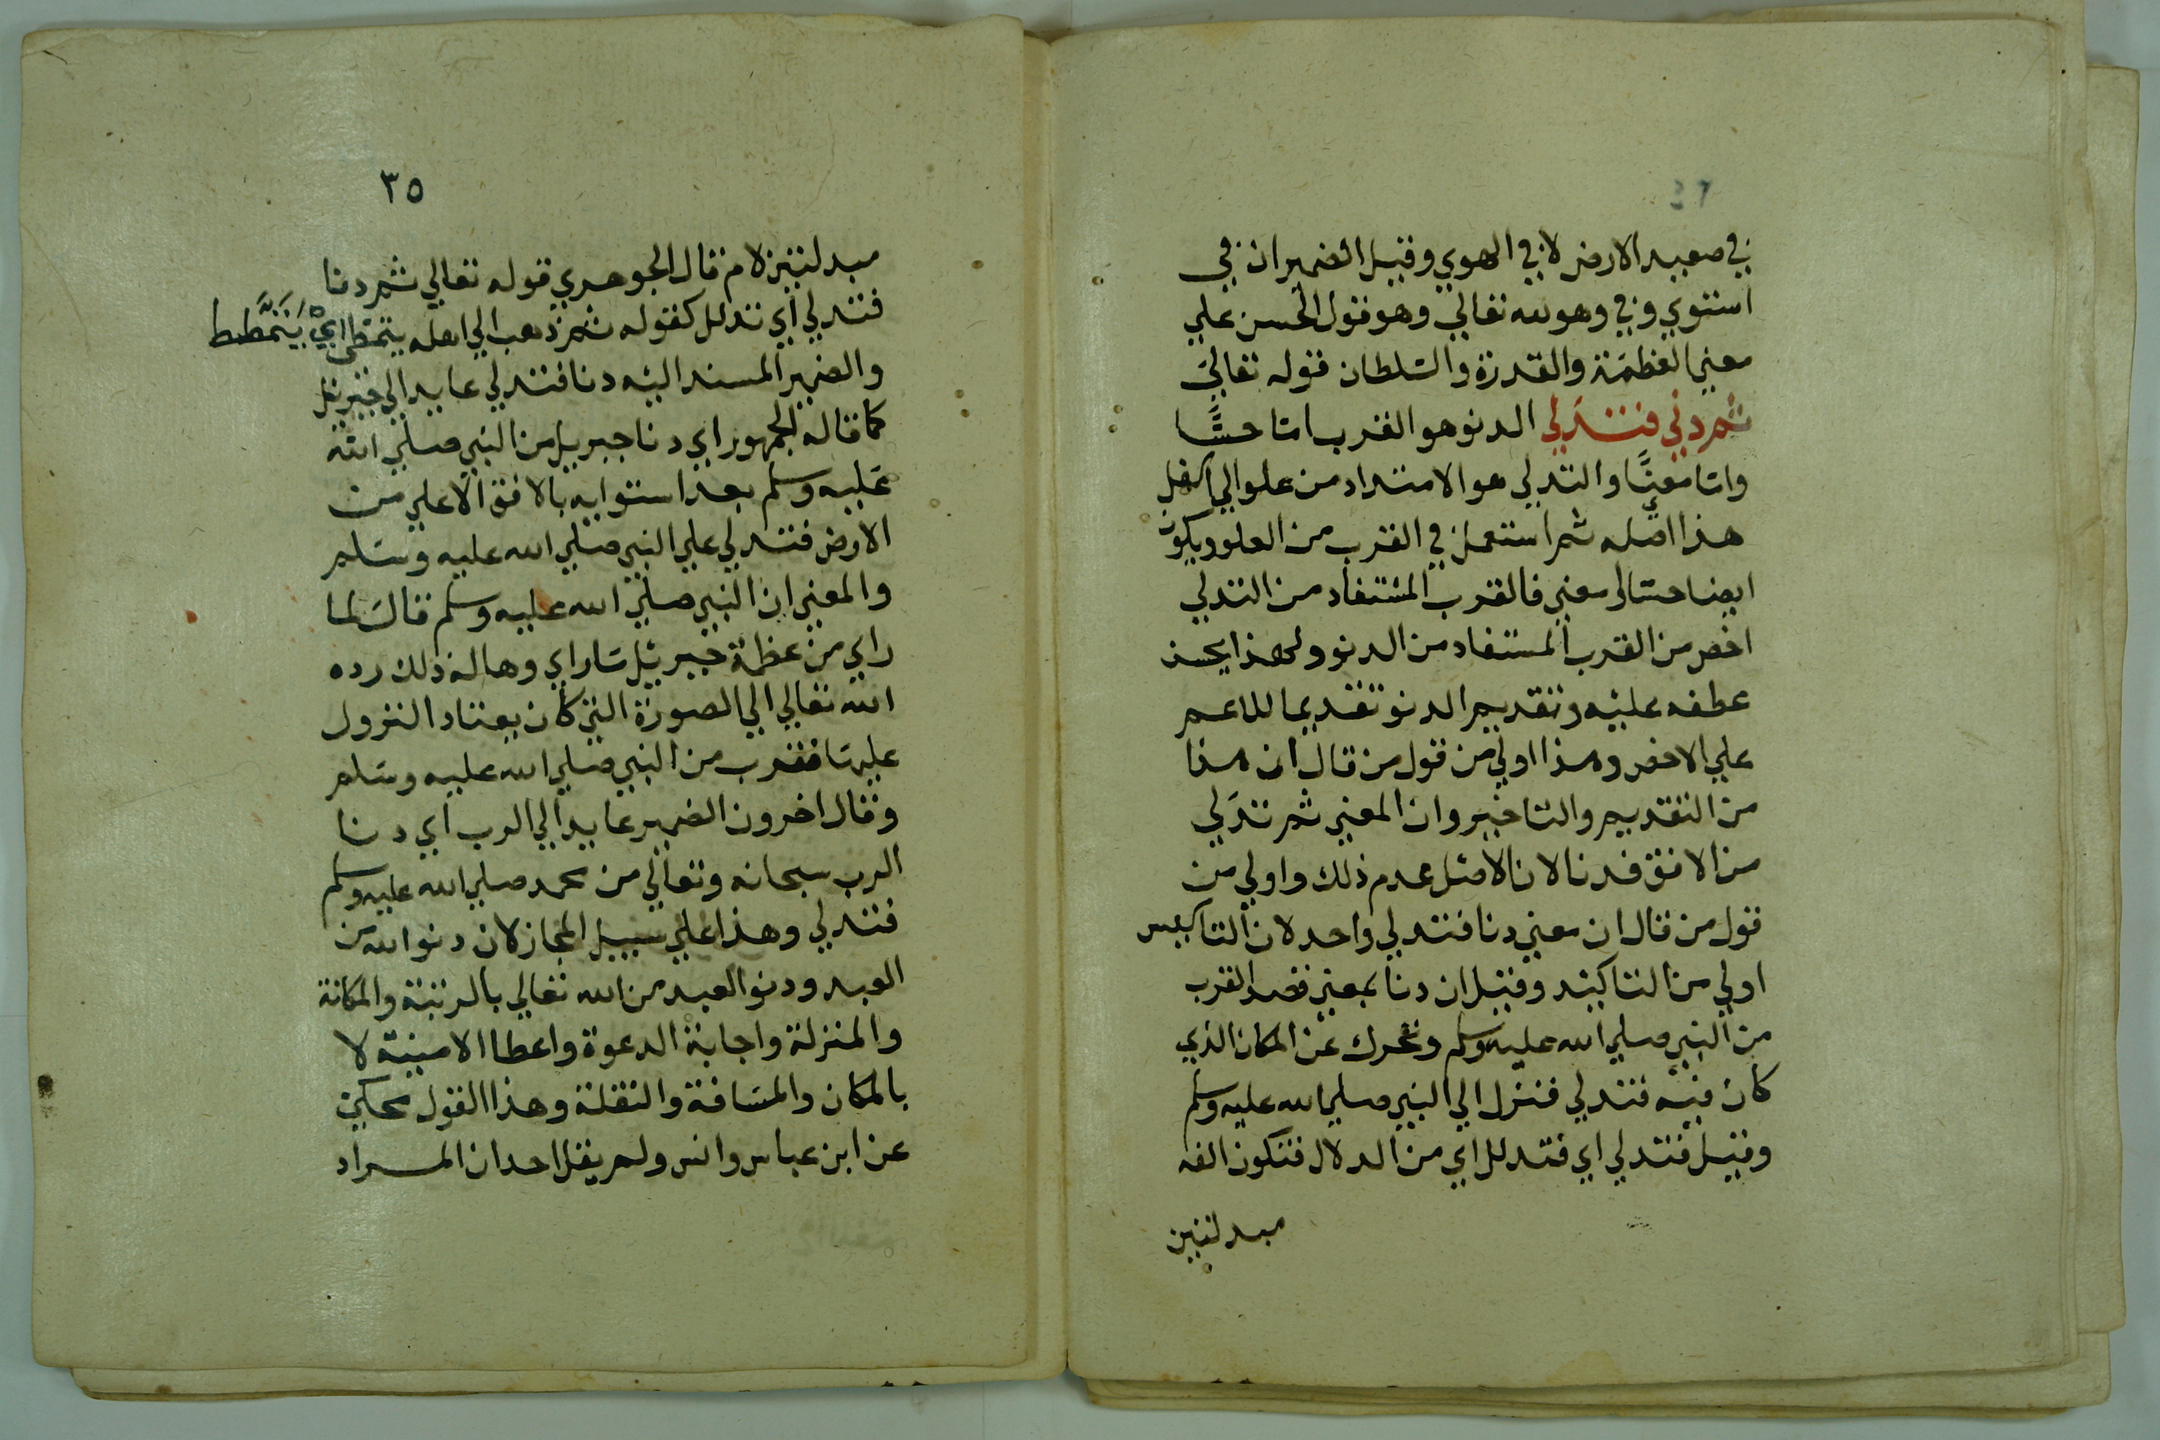 في صعيد الارض لا في الهوي وقيل الضميران في
استوي وفي وهو لله تعالي وهو قول الحسن علي
معني العظمة والقدرة والسلطان قوله تعالي
ثم دني فتدلي الدنو هو القرب اما حسًّا
واما معنًّا والتدلي هو الامتداد من علو الي اسفل
هذا اصله ثم استعمل في القرب من العلو ويكون
ايضا حسا لي معني فالقرب المستفاد من التدلي
اخص من القرب المستفاد من الدنو ولهذا يحسن
عطفه عليه وتقديم الدنو تقديما للاعم
علي الاخص وهذا اولي من قول من قال ان هذا
من التقديم والتاخير وان المعني ثم تدلي
من الافق فدنا لان الاصل عدم ذلك واولي من
قول من قال ان معني دنا فتدلي واحد لان التاسيس
اولي من التاكيد وقيل ان دنا بمعني قصد القرب
من النبي صلي الله عليه وسلم وتحرك عن المكان الذي
كان فيه فتدلي فنزل الي النبي صلي الله عليه وسلم
وقيل فتدلي اي فتدلل اي من الدلال فتكون الفه
مبدلتين
٣٥
مبدلتين لام قال الجوهري قوله تعالي ثم دنا
فتدلي اي تدلل كقوله ثم ذهب الي اهله يتمطي اي يَتَمَطَّط
والضمير المسند اليه دنا فتدلي عايد الي جبريل
كما قاله الجمهور اي دنا جبريل من النبي صلي الله
عليه وسلم بعد استوايه بالافق الاعلي من
الارض فتدلي علي النبي صلي الله عليه وسلم
والمعني ان النبي صلي الله عليه وسلم قال لما
راي من عظمة جبريل ما راي وهاله ذلك رده
الله تعالي الي الصورة التي كان يعتاد النزول
عليها فقرب من النبي صلي الله عليه وسلم
وقال اخرون الضمير عايد الي الرب اي دنا
الرب سبحانه وتعالي من محمد صلي الله عليه وسلم
فتدلي وهذا علي سبيل المجاز لان دنو الله من
العبد ودنو العبد من الله تعالي بالرتبة والمكانة
والمنزلة واجابة الدعوة واعطا الامنية لا
بالمكان والمسافة والنقلة وهذا القول محكي
عن ابن عباس وانس ولم يقل احد ان المراد